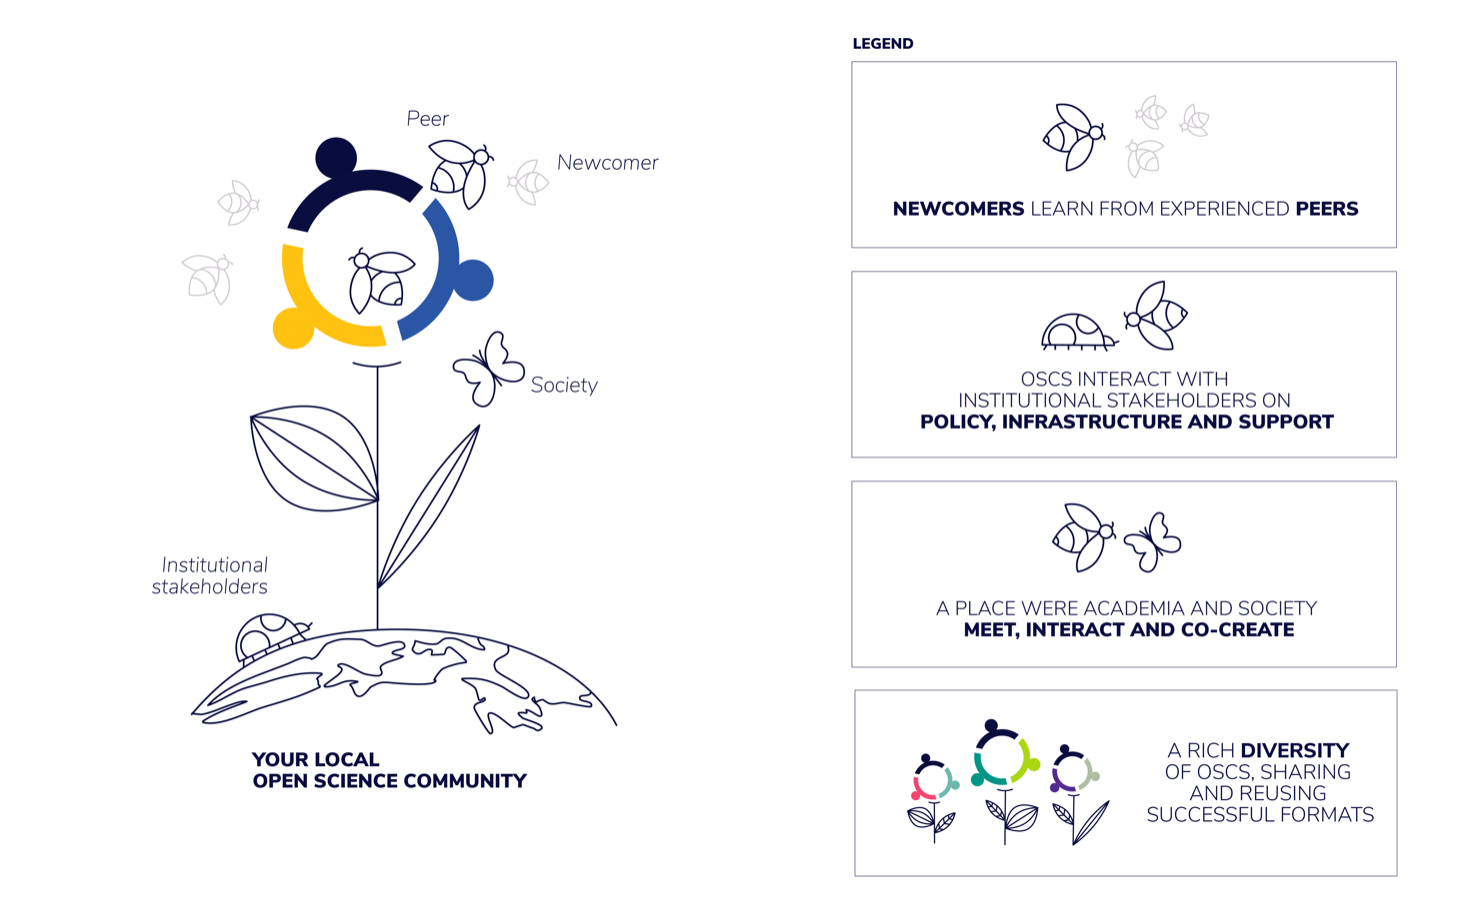 Peer
Newcomer
Society
Institutional
stakeholders
YOUR LOCAL
OPEN SCIENCE COMMUNITY
LEGEND
NEWCOMERS LEARN FROM EXPERIENCED PEERS
OSCS INTERACT WITH
INSTITUTIONAL STAKEHOLDERS ON
POLICY, INFRASTRUCTURE AND SUPPORT
A PLACE WERE ACADEMIA AND SOCIETY
MEET, INTERACT AND CO-CREATE
A RICH DIVERSITY
OF OSCS, SHARING
AND REUSING
SUCCESSFUL FORMATS